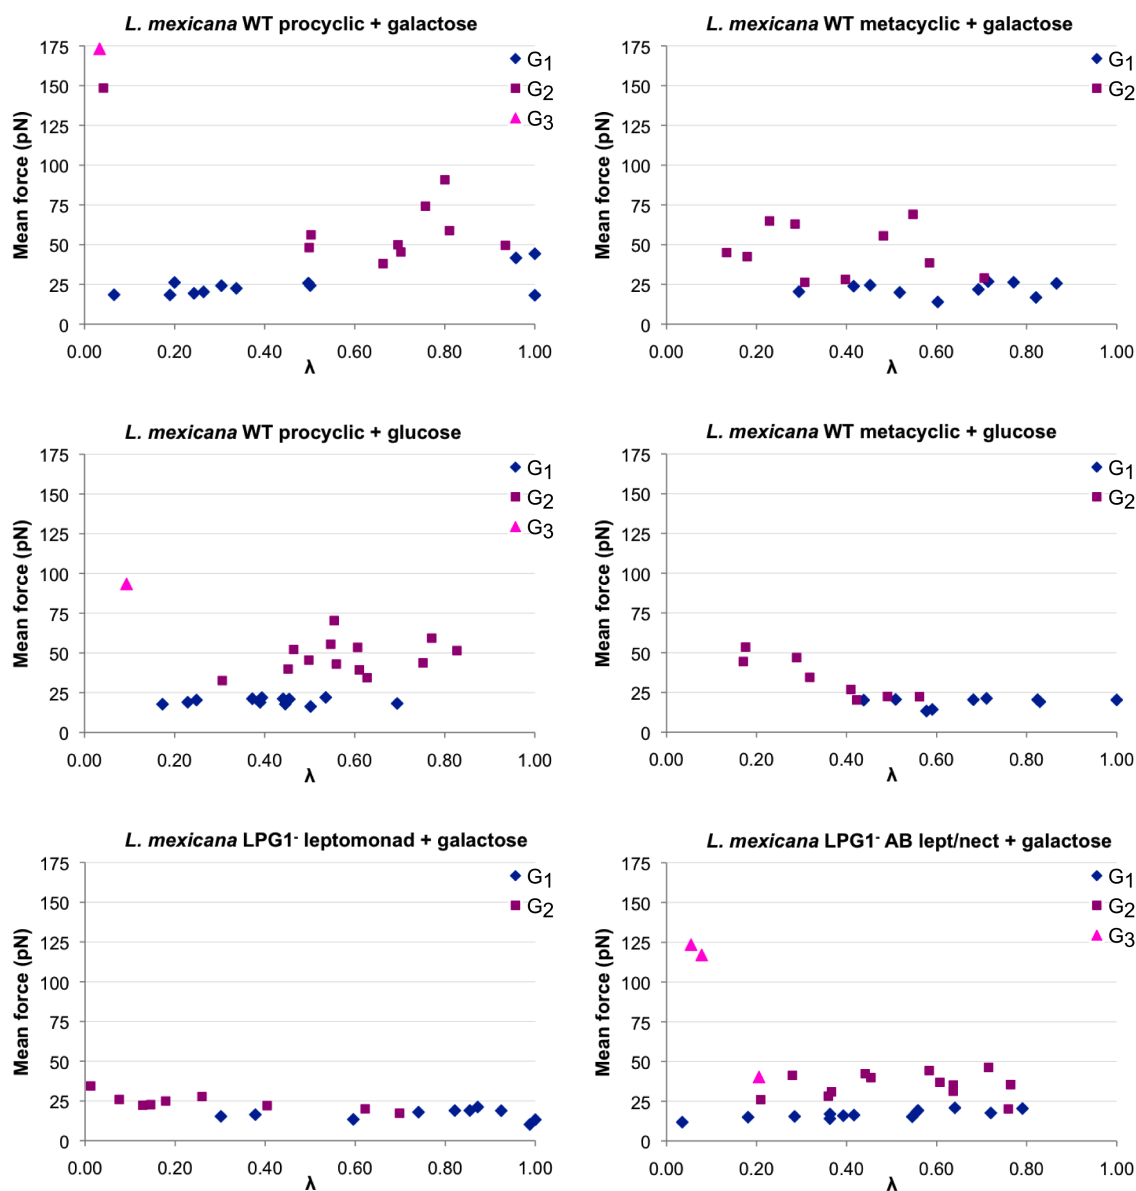 L. mexicana WT procyclic + galactose
175
150
125
100
75
50
25
0
Mean force (pN)
G1
G2
G3
0.00 0.20 0.40 0.60 0.80 1.00
λ
L. mexicana WT metacyclic + galactose
175
150
125
100
75
50
25
0
Mean force (pN)
G1
G2
0.00 0.20 0.40 0.60 0.80 1.00
λ
L. mexicana WT procyclic + glucose
175
150
125
100
75
50
25
0
Mean force (pN)
G1
G2
G3
0.00 0.20 0.40 0.60 0.80 1.00
λ
L. mexicana WT metacyclic + glucose
175
150
125
100
75
50
25
0
Mean force (pN)
G1
G2
0.00 0.20 0.40 0.60 0.80 1.00
λ
L. mexicana LPG1⁻ leptomonad + galactose
175
150
125
100
75
50
25
0
Mean force (pN)
G1
G2
0.00 0.20 0.40 0.60 0.80 1.00
λ
L. mexicana LPG1⁻ AB lept/nect + galactose
175
150
125
100
75
50
25
0
Mean force (pN)
G1
G2
G3
0.00 0.20 0.40 0.60 0.80 1.00
λ